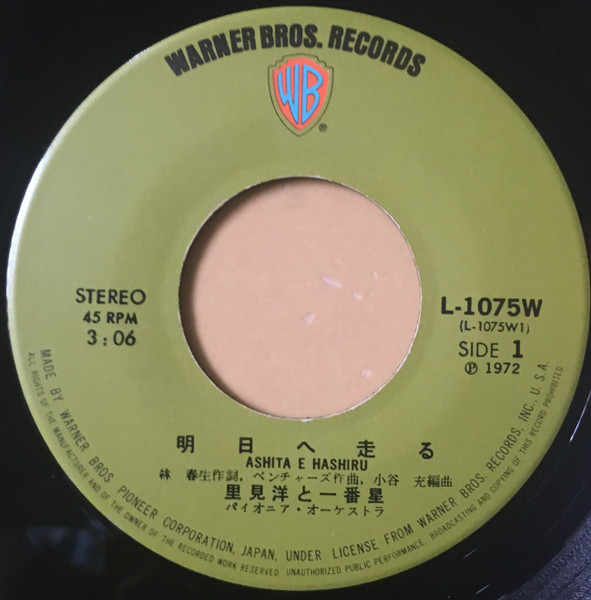 WARNER BROS. RECORDS
WB
®
STEREO
45 RPM
3:06
L-1075W
(L-1075W1)
SIDE 1
Ⓟ 1972
明日へ走る
ASHITA E HASHIRU
林 春生作詞, ベンチャーズ作曲, 小谷 充編曲
里見洋と一番星
パイオニア・オーケストラ
MADE BY WARNER BROS. PIONEER CORPORATION, JAPAN, UNDER LICENSE FROM WARNER BROS. RECORDS, INC., U.S.A.
ALL RIGHTS OF THE MANUFACTURER AND OF THE OWNER OF THE RECORDED WORK RESERVED. UNAUTHORIZED PUBLIC PERFORMANCE. BROADCASTING AND COPYING OF THIS RECORD PROHIBITED